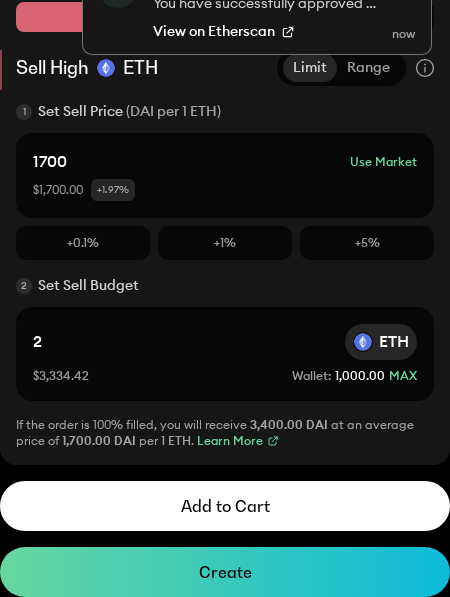 You have successfully approved ...
View on Etherscan
now
Sell High ETH
Limit Range
1 Set Sell Price (DAI per 1 ETH)
1700
Use Market
$1,700.00 +1.97%
+0.1% +1% +5%
2 Set Sell Budget
2
ETH
$3,334.42
Wallet: 1,000.00 MAX
If the order is 100% filled, you will receive 3,400.00 DAI at an average
price of 1,700.00 DAI per 1 ETH. Learn More
Add to Cart
Create